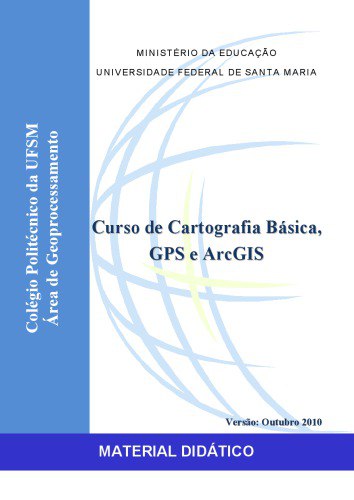 MINISTÉRIO DA EDUCAÇÃO
UNIVERSIDADE FEDERAL DE SANTA MARIA
Colégio Politécnico da UFSM
Área de Geoprocessamento
Curso de Cartografia Básica,
GPS e ArcGIS
Versão: Outubro 2010
MATERIAL DIDÁTICO